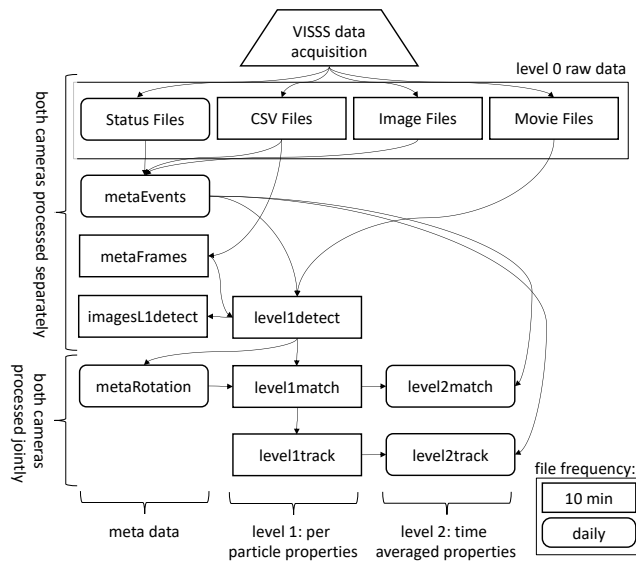 VISSS data
acquisition
level 0 raw data
Status Files
CSV Files
Image Files
Movie Files
both cameras processed separately
metaEvents
metaFrames
imagesL1detect
level1detect
both cameras
processed jointly
metaRotation
level1match
level2match
level1track
level2track
meta data
level 1: per
particle properties
level 2: time
averaged properties
file frequency:
10 min
daily